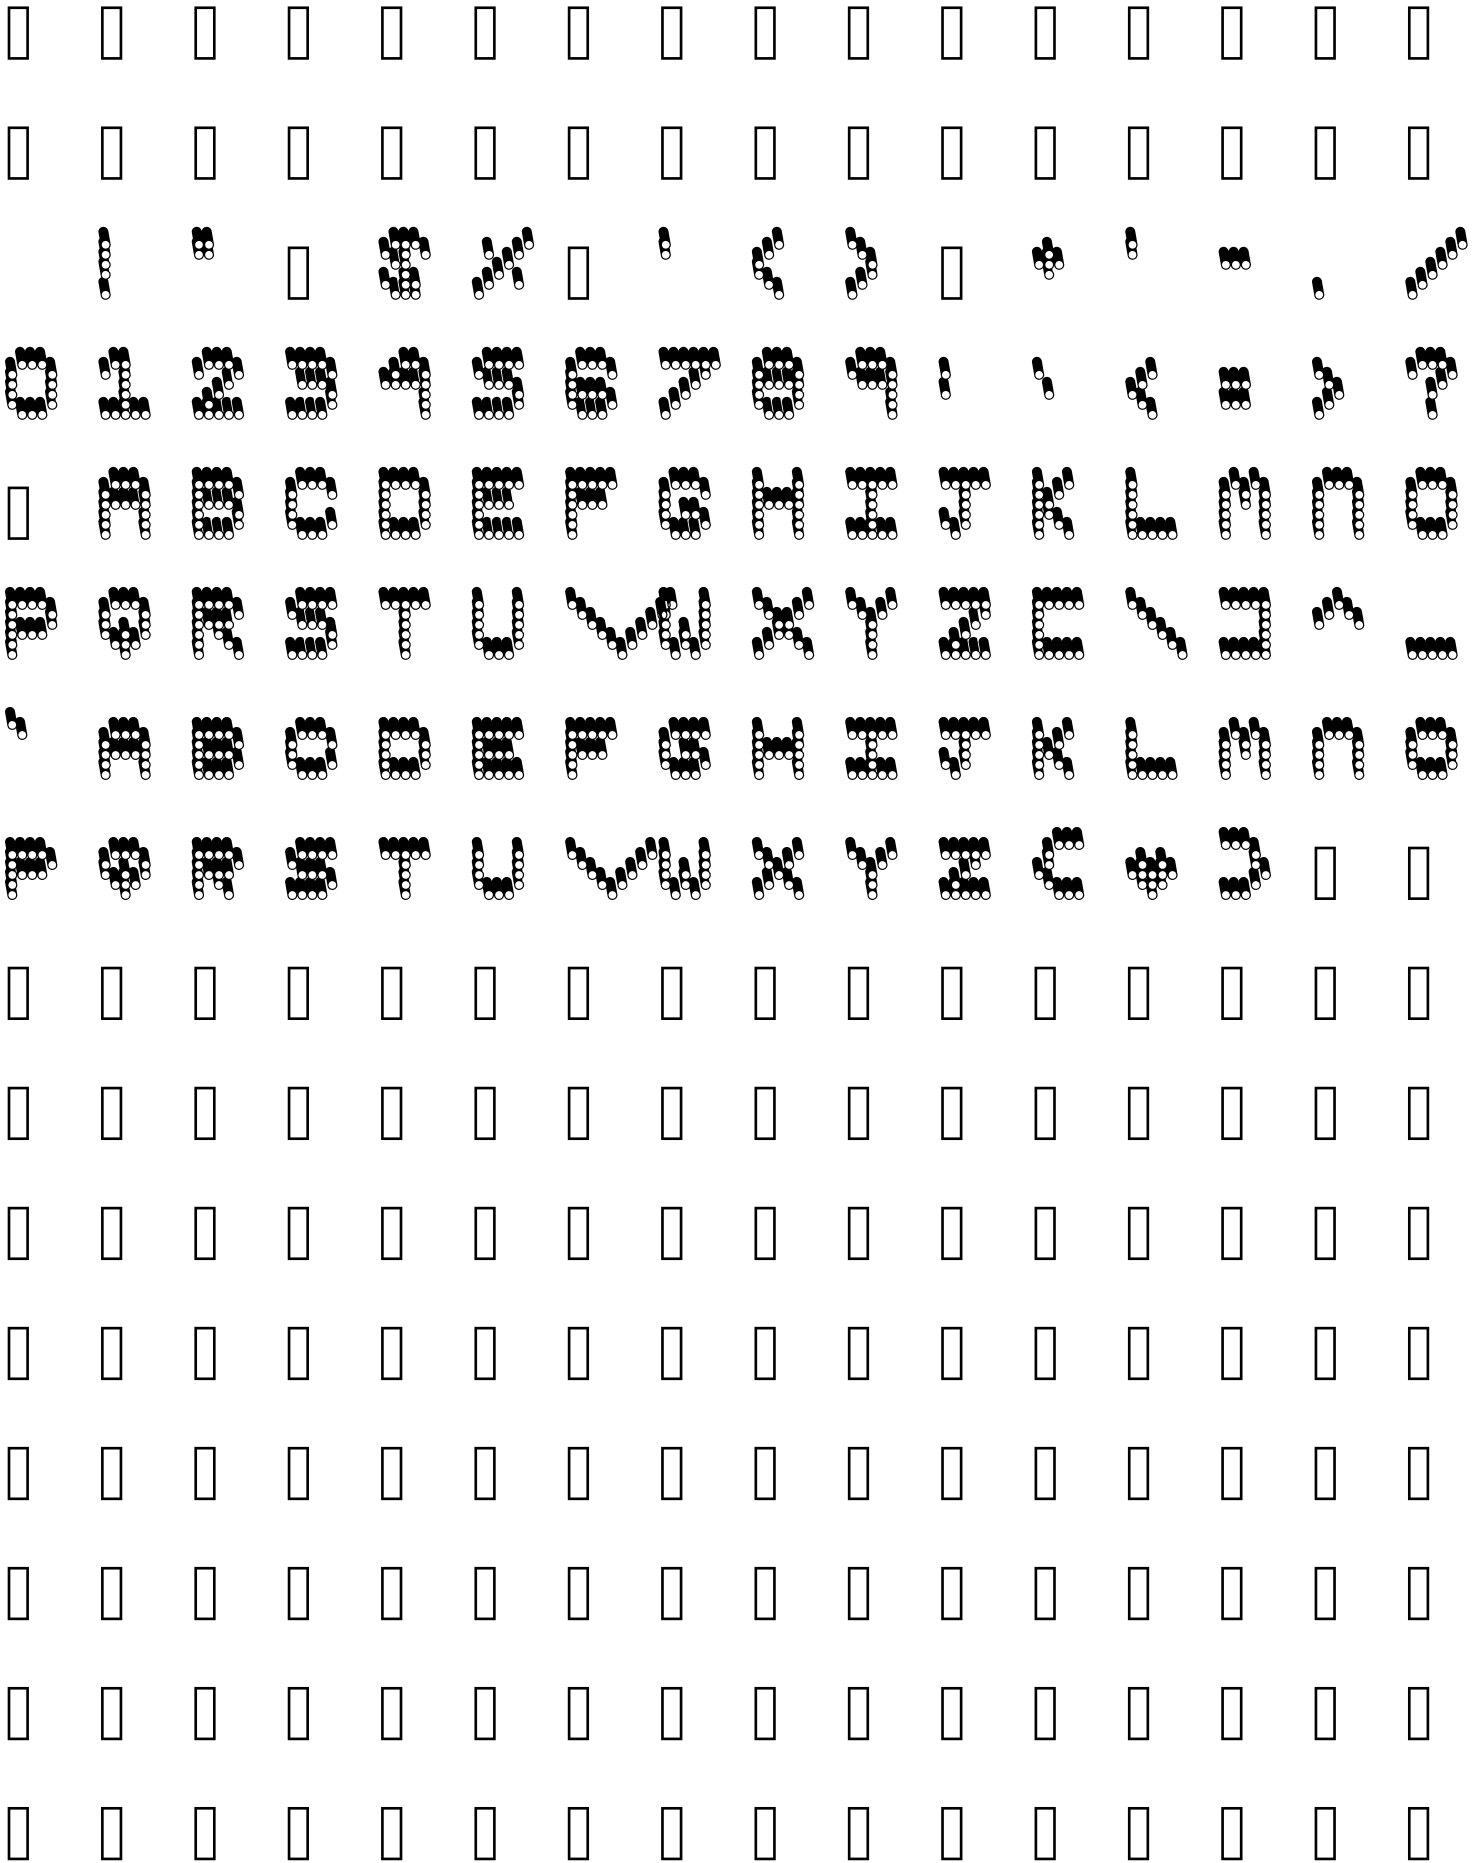 ! " $ % ' ( ) + ' - . /
0 1 2 3 4 5 6 7 8 9 : ; < = > ?
A B C D E F G H I J K L M N O
P Q R S T U V W X Y Z [ \ ] ^ _
` A B C D E F G H I J K L M N O
P Q R S T U V W X Y Z { ♥ }